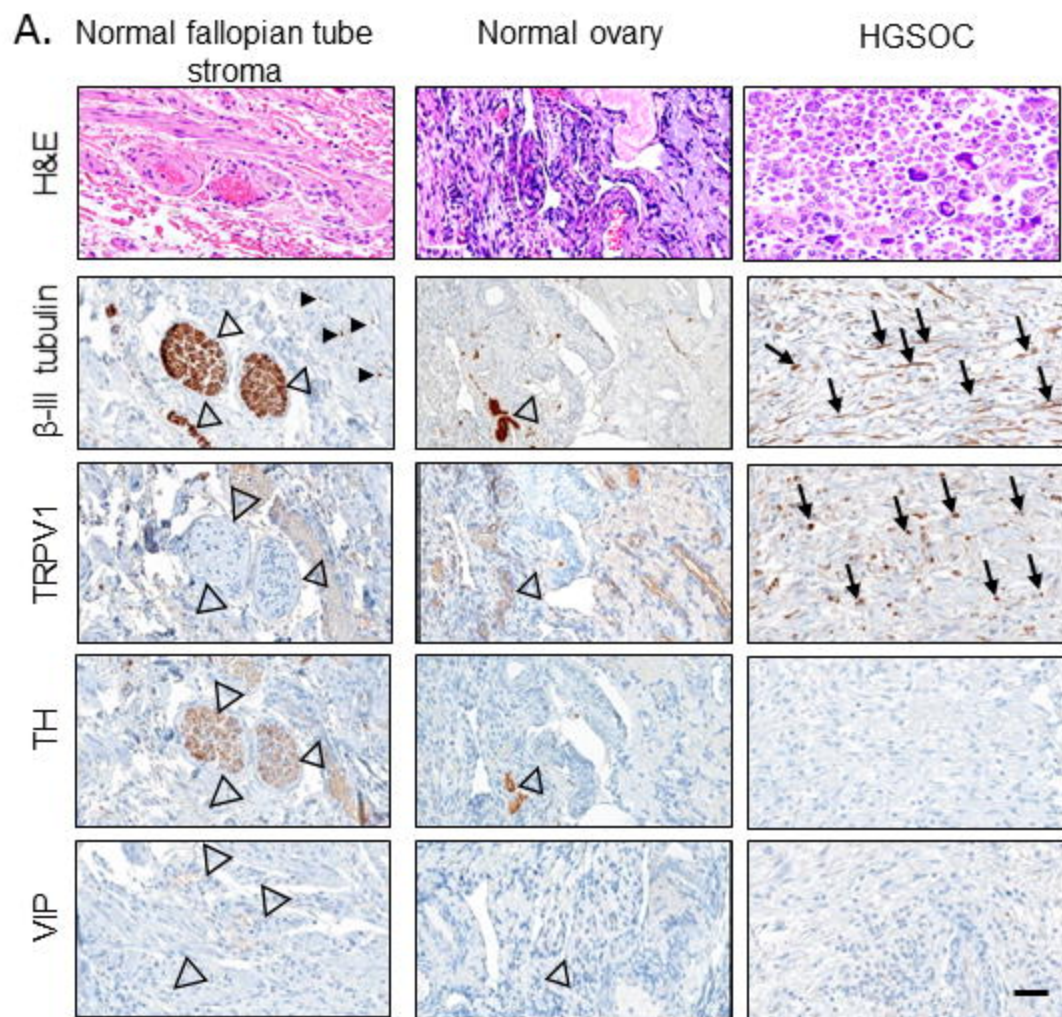 A.
Normal fallopian tube
stroma
Normal ovary
HGSOC
H&E
β-III tubulin
TRPV1
TH
VIP